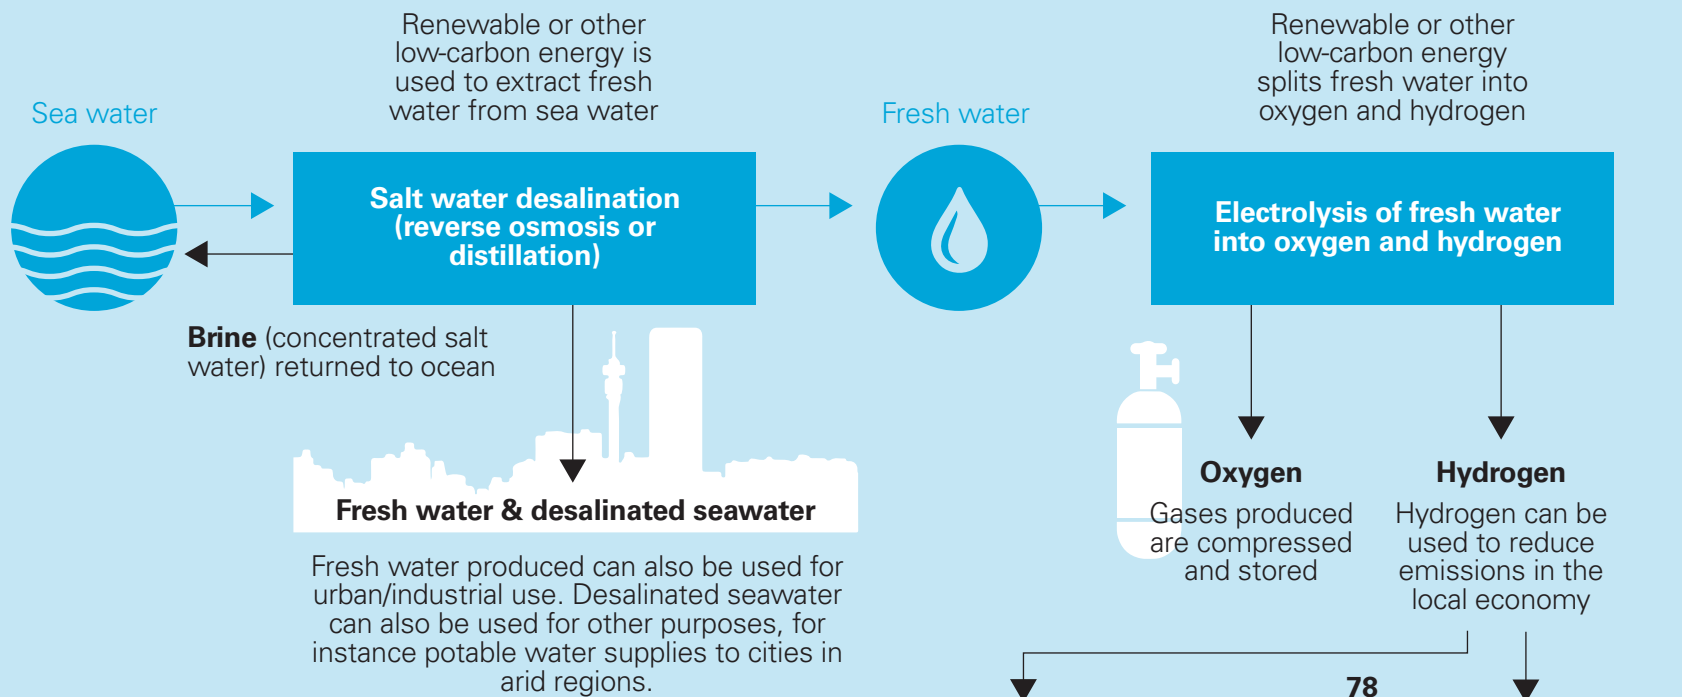 Renewable or other
low-carbon energy is
used to extract fresh
water from sea water
Renewable or other
low-carbon energy
splits fresh water into
oxygen and hydrogen
Sea water
Fresh water
Salt water desalination
(reverse osmosis or
distillation)
Electrolysis of fresh water
into oxygen and hydrogen
Brine (concentrated salt
water) returned to ocean
Fresh water & desalinated seawater
Fresh water produced can also be used for
urban/industrial use. Desalinated seawater
can also be used for other purposes, for
instance potable water supplies to cities in
arid regions.
Oxygen
Gases produced
are compressed
and stored
Hydrogen
Hydrogen can be
used to reduce
emissions in the
local economy
78